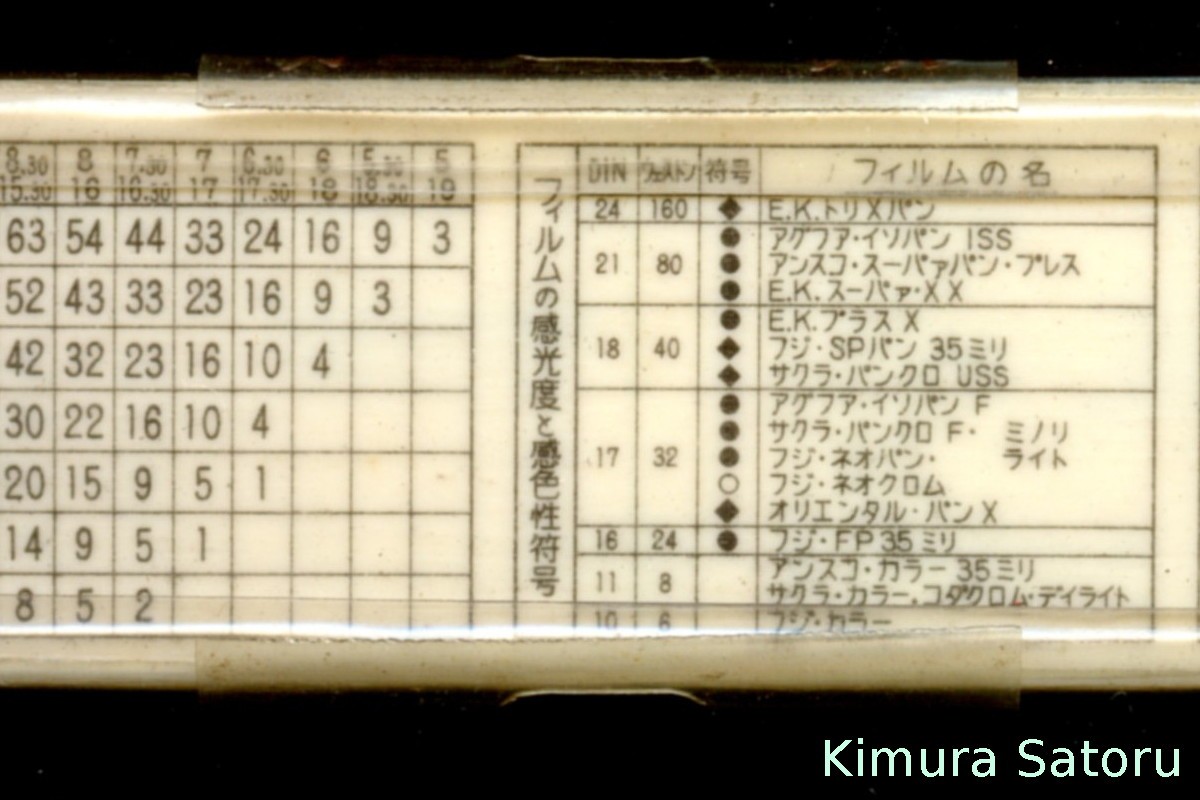 8.30 8 7.30 7 6.30 6 5.30 5
15.30 16 16.30 17 17.30 18 18.30 19
63 54 44 33 24 16 9 3
52 43 33 23 16 9 3
42 32 23 16 10 4
30 22 16 10 4
20 15 9 5 1
14 9 5 1
8 5 2
フィルムの感光度と感色性符号
DIN ウェストン 符号 フィルムの名
24 160 ◆ E.K.トリXパン
● アグファ・イソパン ISS
21 80 ● アンスコ・スーパァパン・プレス
● E.K.スーパァ・XX
● E.K.プラスX
18 40 ◆ フジ・SPパン 35ミリ
◆ サクラ・パンクロ USS
● アグファ・イソパン F
● サクラ・パンクロ F・ ミノリ
17 32 ● フジ・ネオパン・ ライト
○ フジ・ネオクロム
◆ オリエンタル・パンX
16 24 ● フジ・FP35ミリ
アンスコ・カラー 35ミリ
11 8 サクラ・カラー.コダクロム・デイライト
10 6 フジ・カラー
Kimura Satoru